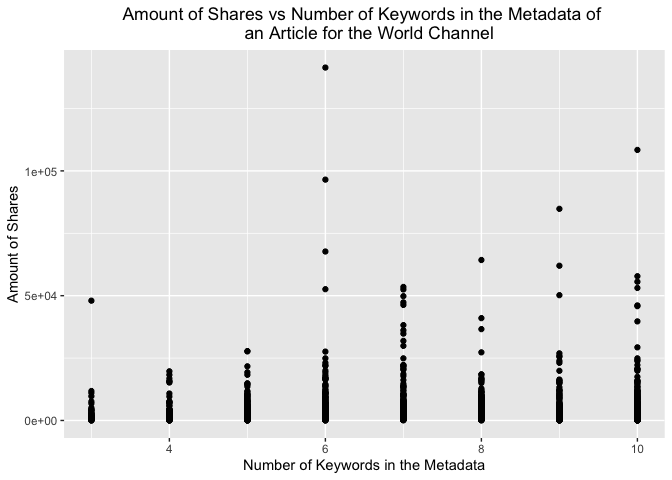 Amount of Shares vs Number of Keywords in the Metadata of
an Article for the World Channel
Amount of Shares
1e+05
5e+04
0e+00
4
6
8
10
Number of Keywords in the Metadata